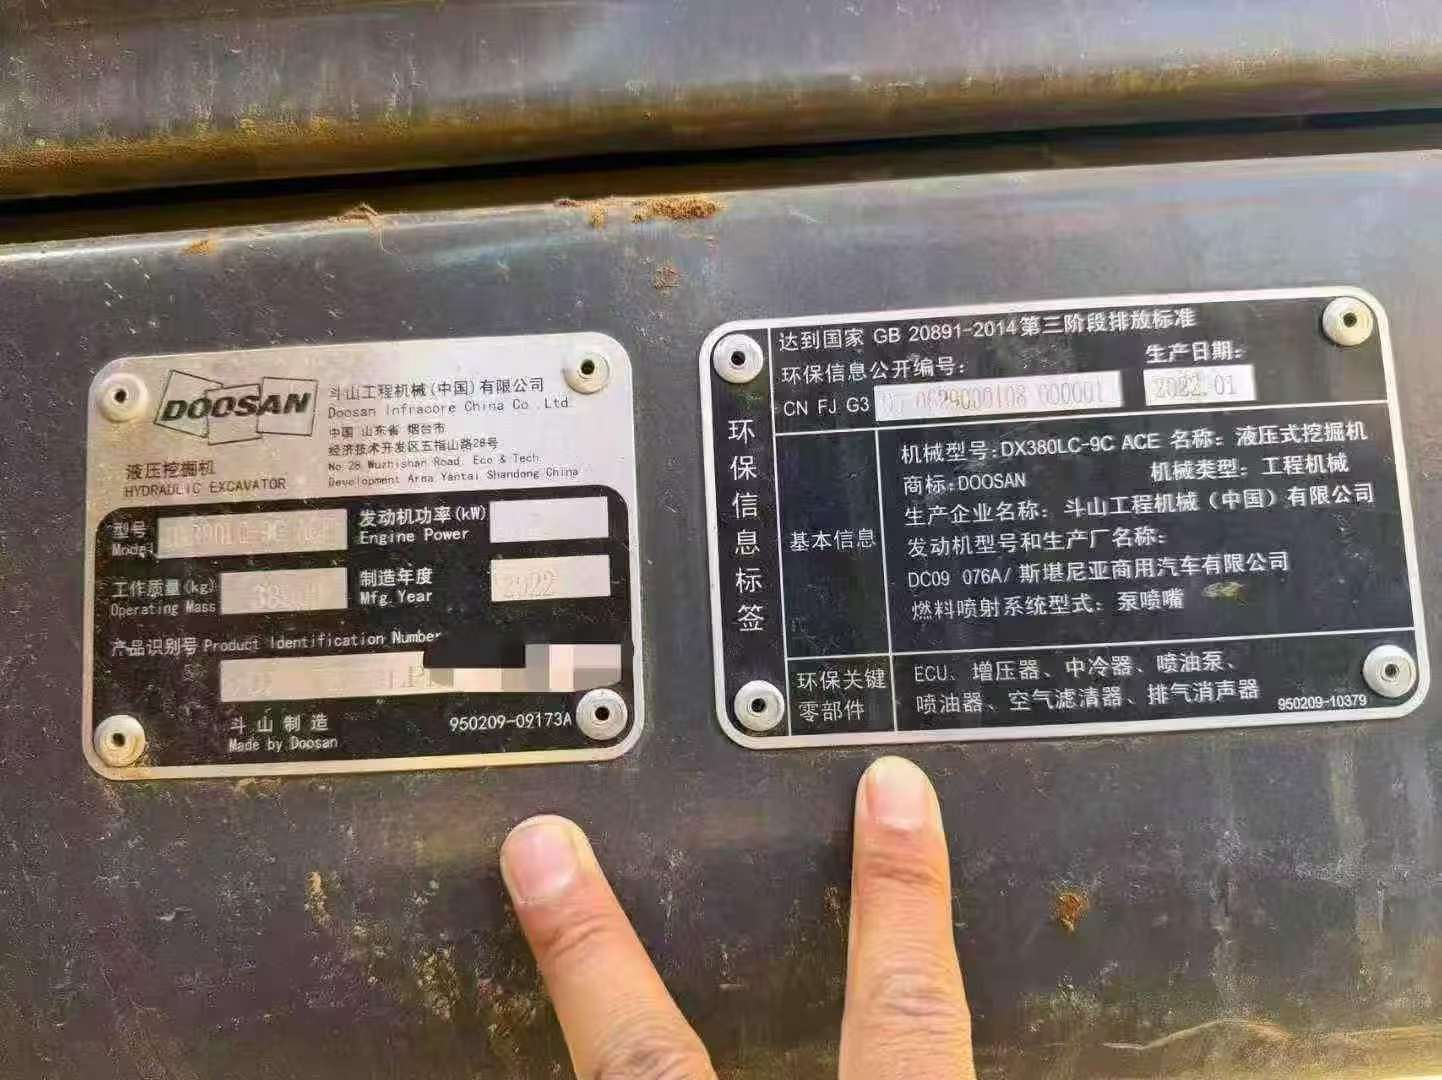 DOOSAN
斗山工程机械(中国)有限公司
Doosan Infracore China Co.,Ltd.
中国 山东省 烟台市
经济技术开发区五指山路28号
No 28 Wuzhishan Road, Eco & Tech
Development Area Yantai Shandong China
液压挖掘机
HYDRAULIC EXCAVATOR
型号
Model
发动机功率(kW)
Engine Power
工作质量(kg)
Operating Mass
制造年度
Mfg.Year
2022
产品识别号 Product Identification Number
斗山制造
Made by Doosan
950209-09173A
环保信息标签
达到国家 GB 20891-2014第三阶段排放标准
环保信息公开编号:
生产日期:
CN FJ G3
2022.01
基本信息
机械型号:DX380LC-9C ACE 名称: 液压式挖掘机
商标:DOOSAN 机械类型: 工程机械
生产企业名称: 斗山工程机械(中国)有限公司
发动机型号和生产厂名称:
DC09 076A/ 斯堪尼亚商用汽车有限公司
燃料喷射系统型式: 泵喷嘴
环保关键
零部件
ECU、增压器、中冷器、喷油泵、
喷油器、空气滤清器、排气消声器
950209-10379